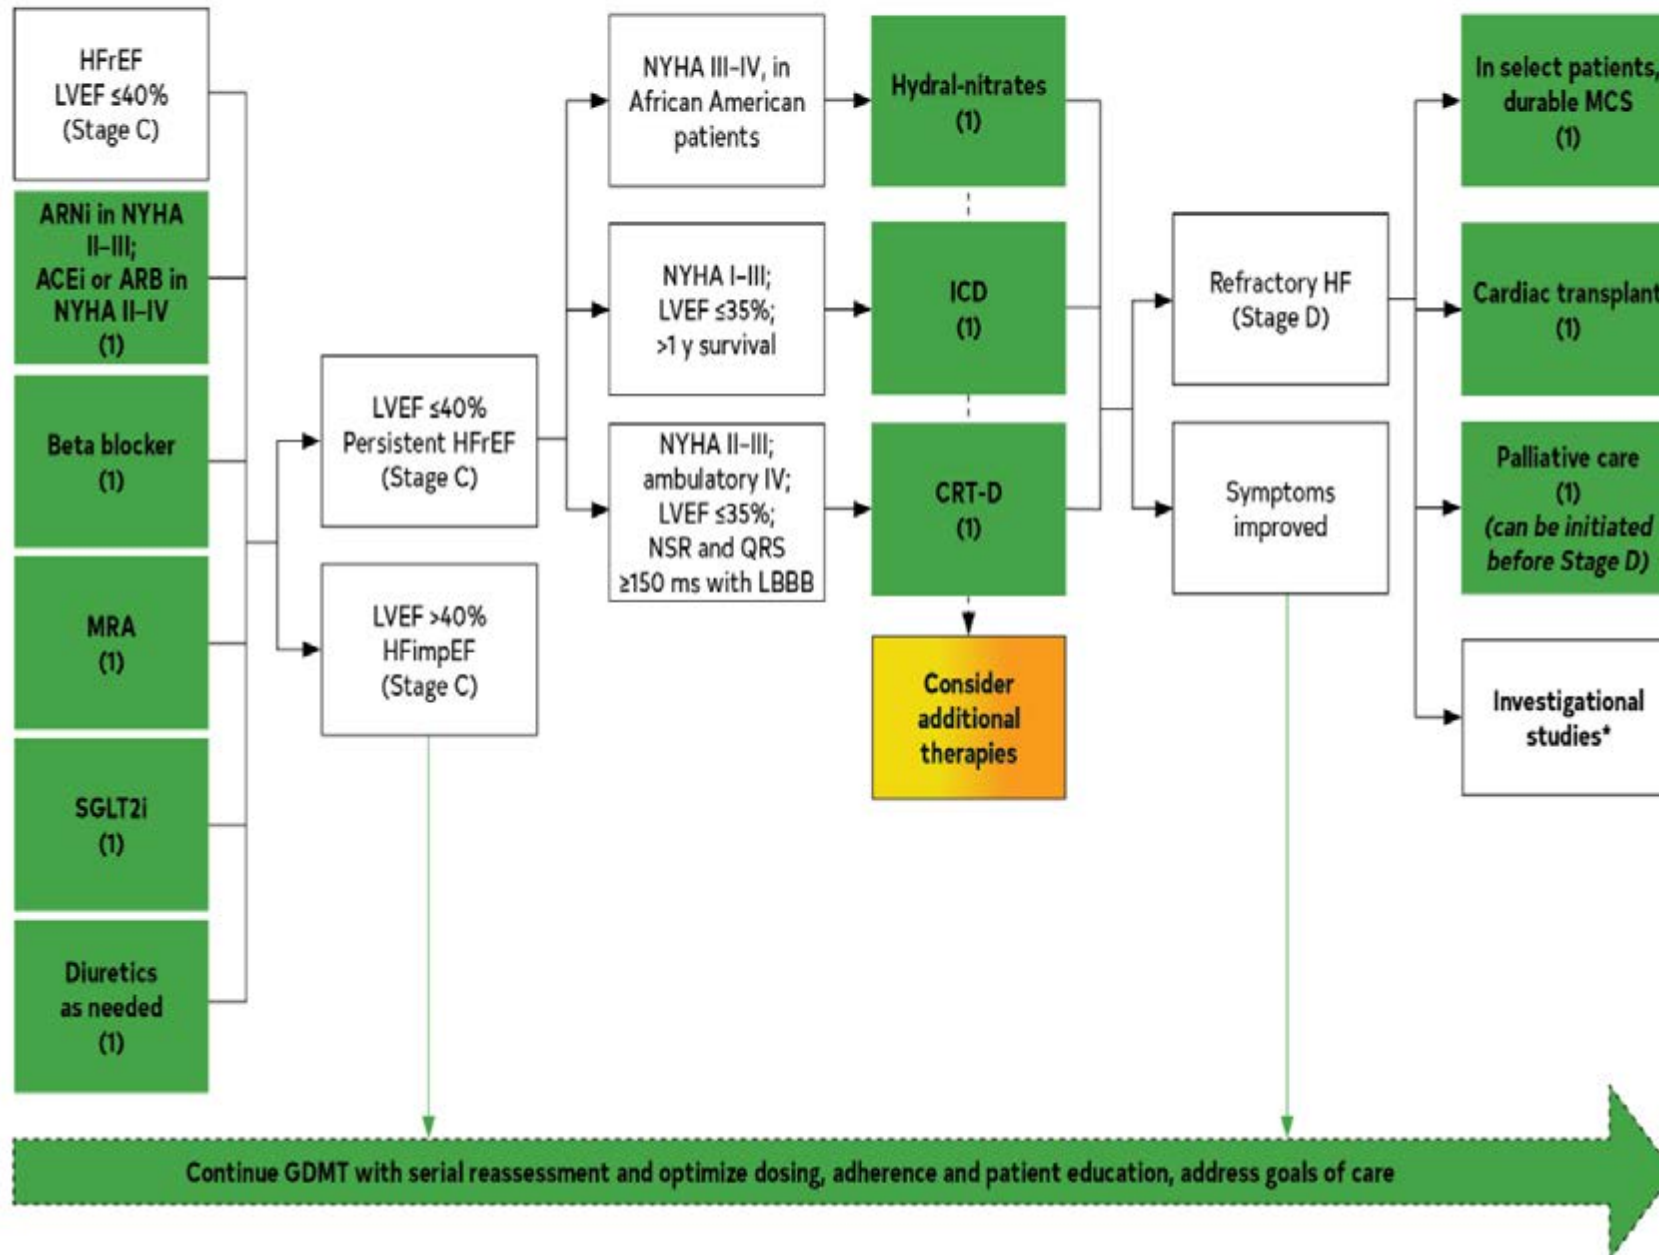 HFrEF
LVEF ≤40%
(Stage C)
ARNi in NYHA
II–III;
ACEi or ARB in
NYHA II–IV
(1)
Beta blocker
(1)
MRA
(1)
SGLT2i
(1)
Diuretics
as needed
(1)
LVEF ≤40%
Persistent HFrEF
(Stage C)
LVEF >40%
HFimpEF
(Stage C)
NYHA III–IV, in
African American
patients
NYHA I–III;
LVEF ≤35%;
>1 y survival
NYHA II–III;
ambulatory IV;
LVEF ≤35%;
NSR and QRS
≥150 ms with LBBB
Hydral-nitrates
(1)
ICD
(1)
CRT-D
(1)
Consider
additional
therapies
Refractory HF
(Stage D)
Symptoms
improved
In select patients,
durable MCS
(1)
Cardiac transplant
(1)
Palliative care
(1)
(can be initiated
before Stage D)
Investigational
studies*
Continue GDMT with serial reassessment and optimize dosing, adherence and patient education, address goals of care